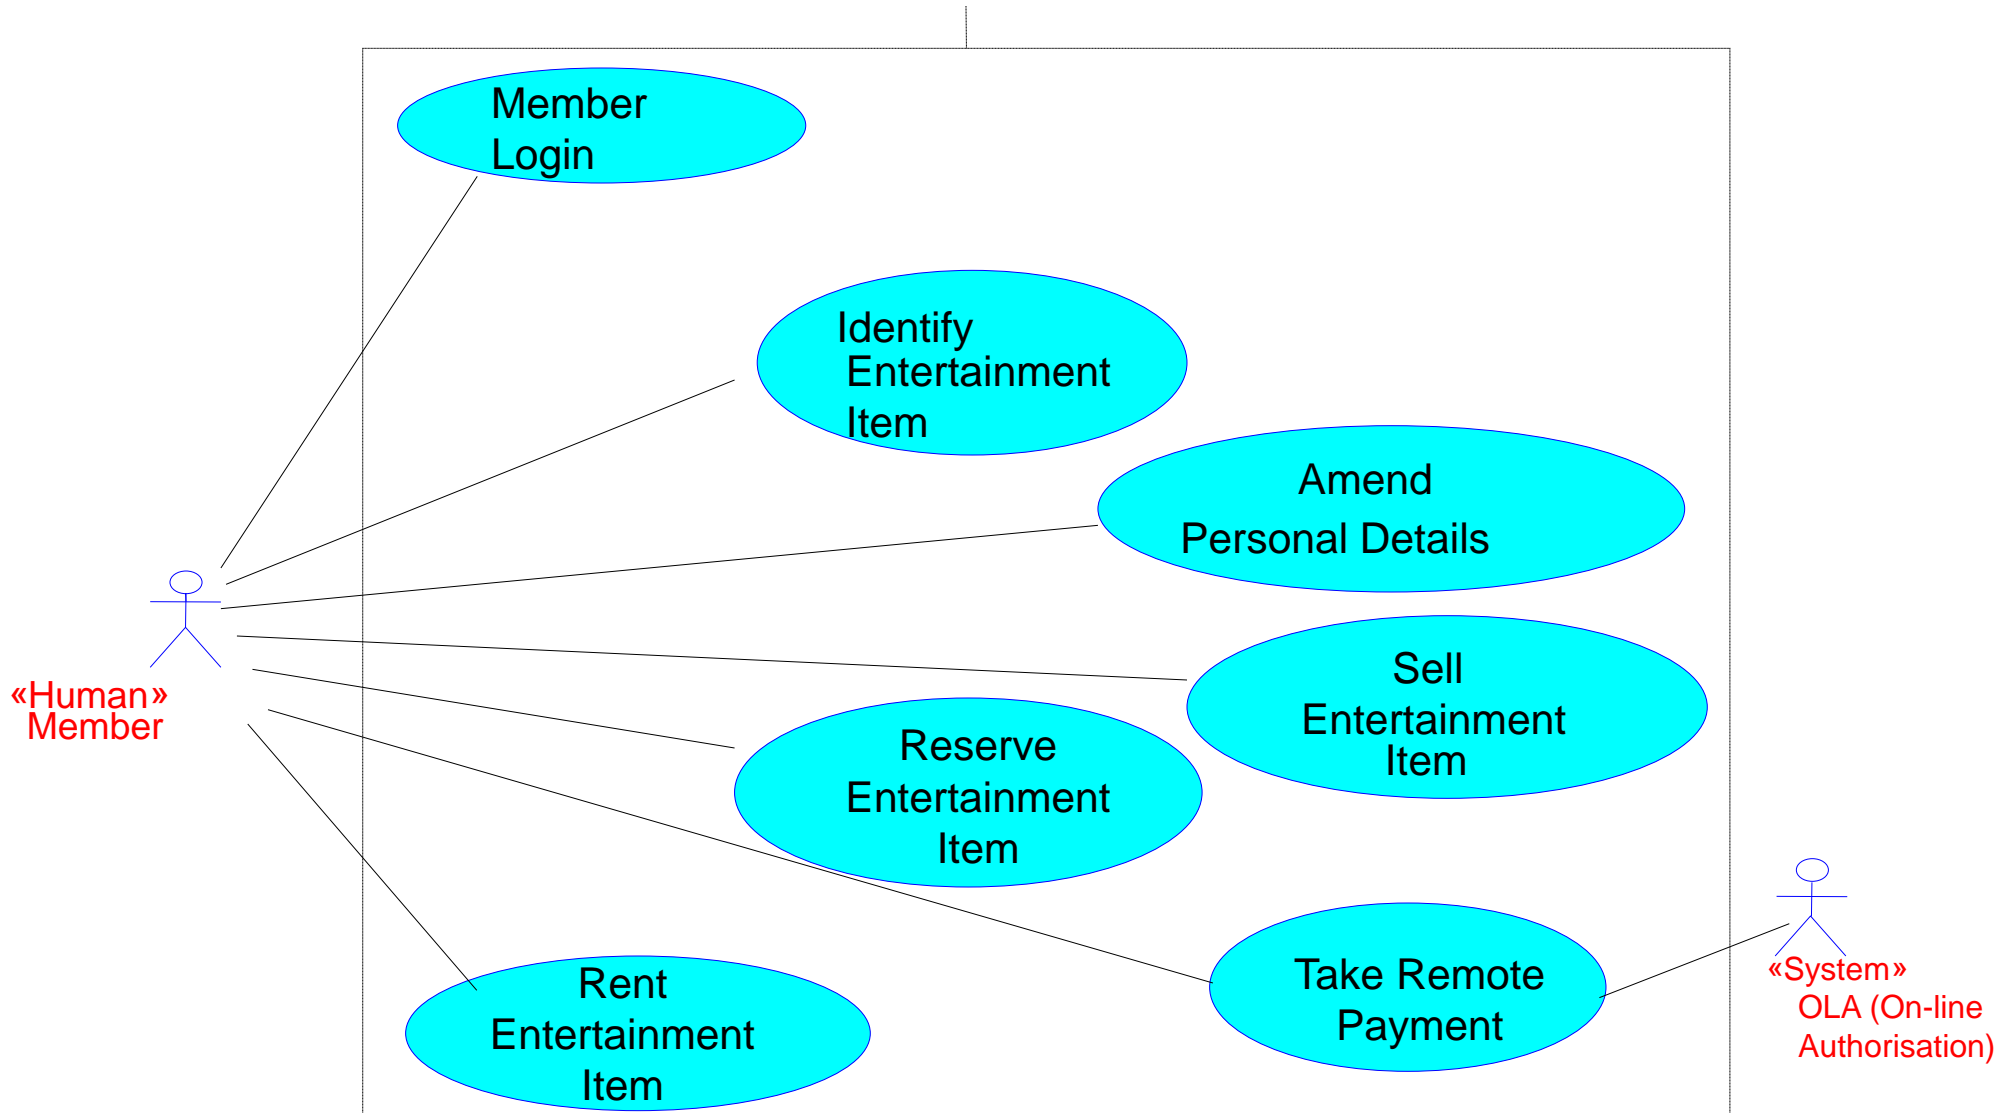 Member
Login
Identify
Entertainment
Item
Amend
Personal Details
Sell
Entertainment
Item
«Human»
Member
Reserve
Entertainment
Item
Take Remote
Payment
«System»
OLA (On-line
Authorisation)
Rent
Entertainment
Item